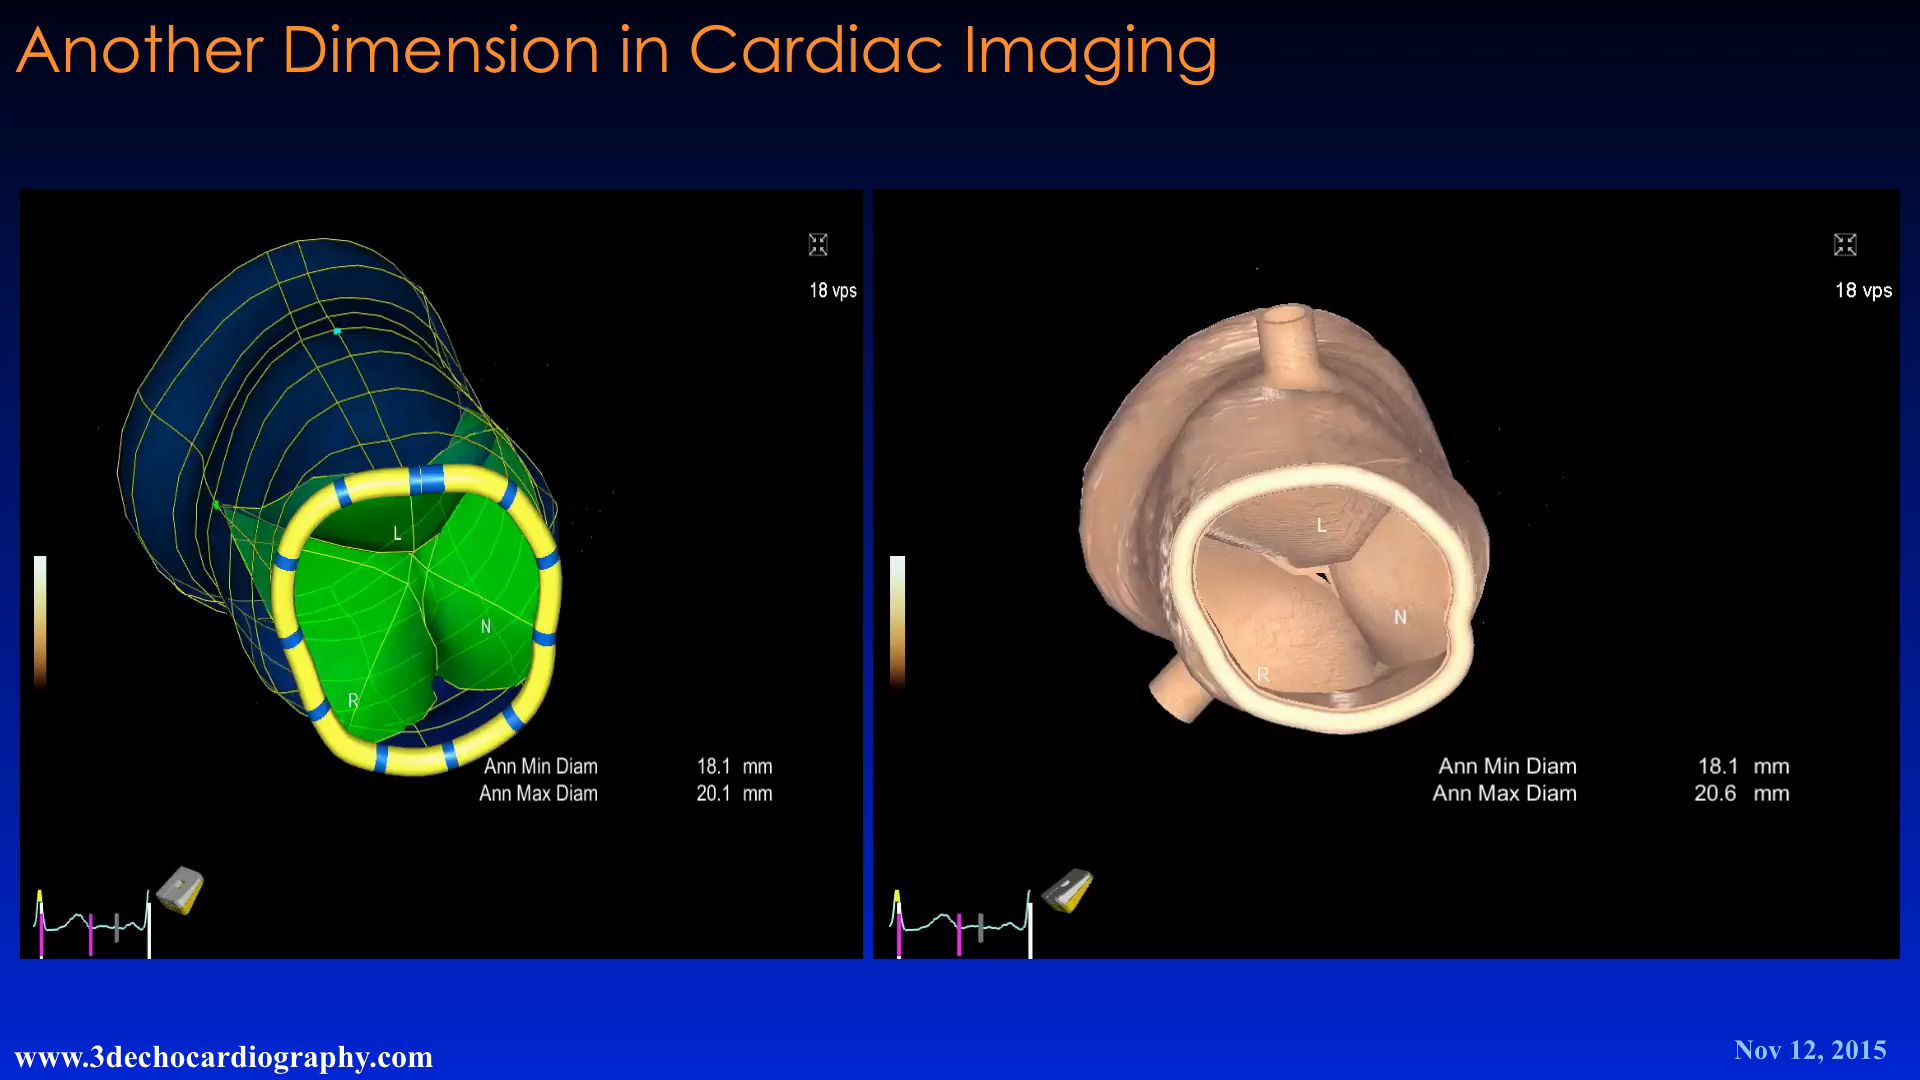 Another Dimension in Cardiac Imaging
18 vps
L
N
R
Ann Min Diam 18.1 mm
Ann Max Diam 20.1 mm
18 vps
L
N
R
Ann Min Diam 18.1 mm
Ann Max Diam 20.6 mm
www.3dechocardiography.com
Nov 12, 2015